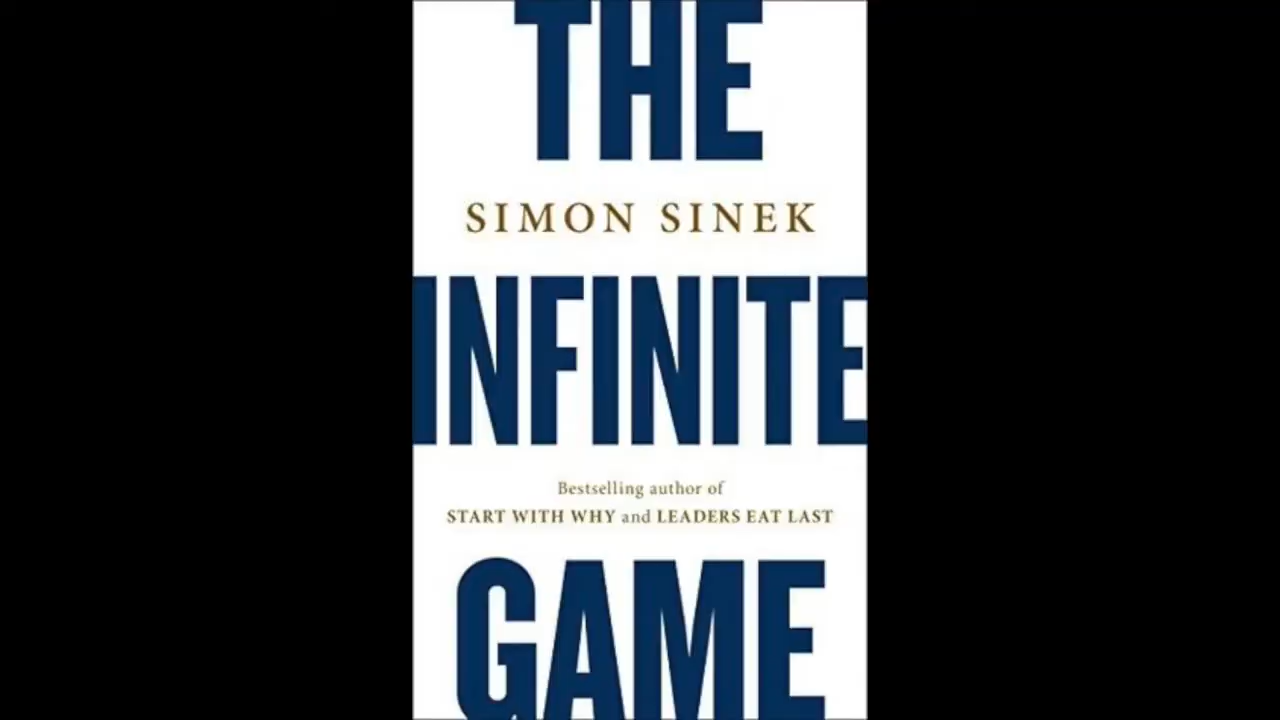 THE
SIMON SINEK
INFINITE
Bestselling author of
START WITH WHY and LEADERS EAT LAST
GAME